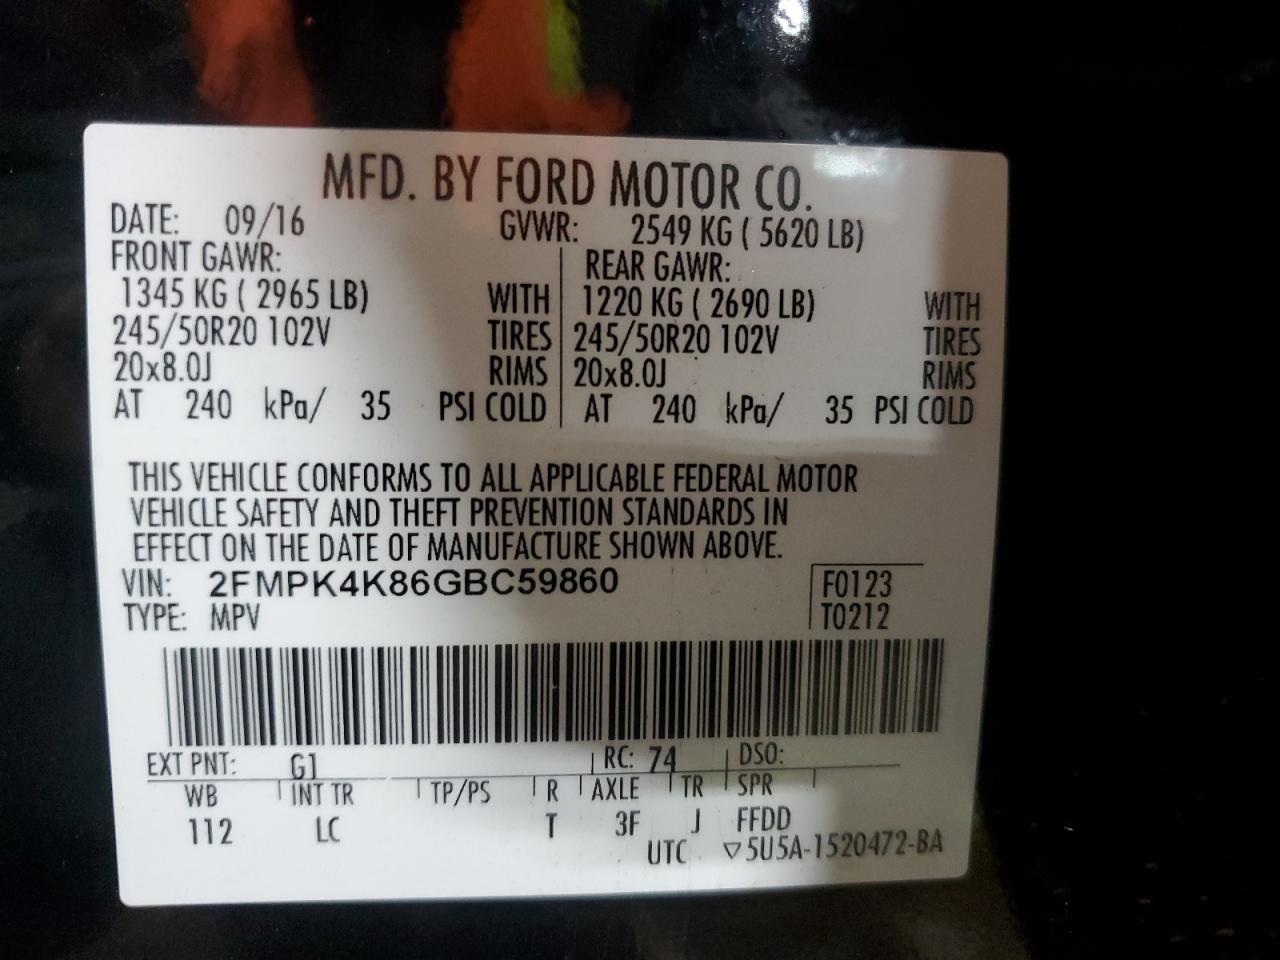 MFD. BY FORD MOTOR CO.
DATE: 09/16 GVWR: 2549 KG ( 5620 LB)
FRONT GAWR: REAR GAWR:
1345 KG ( 2965 LB) WITH 1220 KG ( 2690 LB) WITH
245/50R20 102V TIRES 245/50R20 102V TIRES
20x8.0J RIMS 20x8.0J RIMS
AT 240 kPa/ 35 PSI COLD AT 240 kPa/ 35 PSI COLD
THIS VEHICLE CONFORMS TO ALL APPLICABLE FEDERAL MOTOR
VEHICLE SAFETY AND THEFT PREVENTION STANDARDS IN
EFFECT ON THE DATE OF MANUFACTURE SHOWN ABOVE.
VIN: 2FMPK4K86GBC59860 F0123
TYPE: MPV T0212
EXT PNT: G1 RC: 74 DSO:
WB INT TR TP/PS R AXLE TR SPR
112 LC T 3F J FFDD
UTC ▽5U5A-1520472-BA